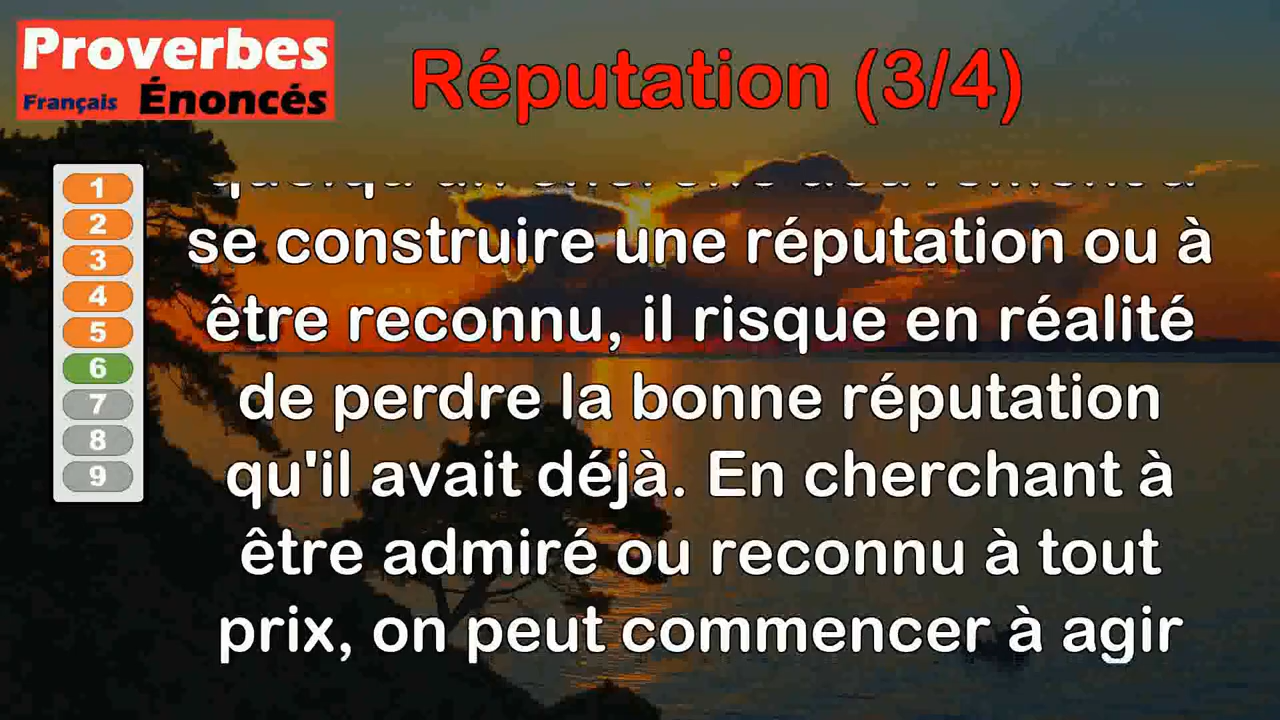 Proverbes
Français Énoncés
Réputation (3/4)
1
2
3
4
5
6
7
8
9
se construire une réputation ou à
être reconnu, il risque en réalité
de perdre la bonne réputation
qu'il avait déjà. En cherchant à
être admiré ou reconnu à tout
prix, on peut commencer à agir